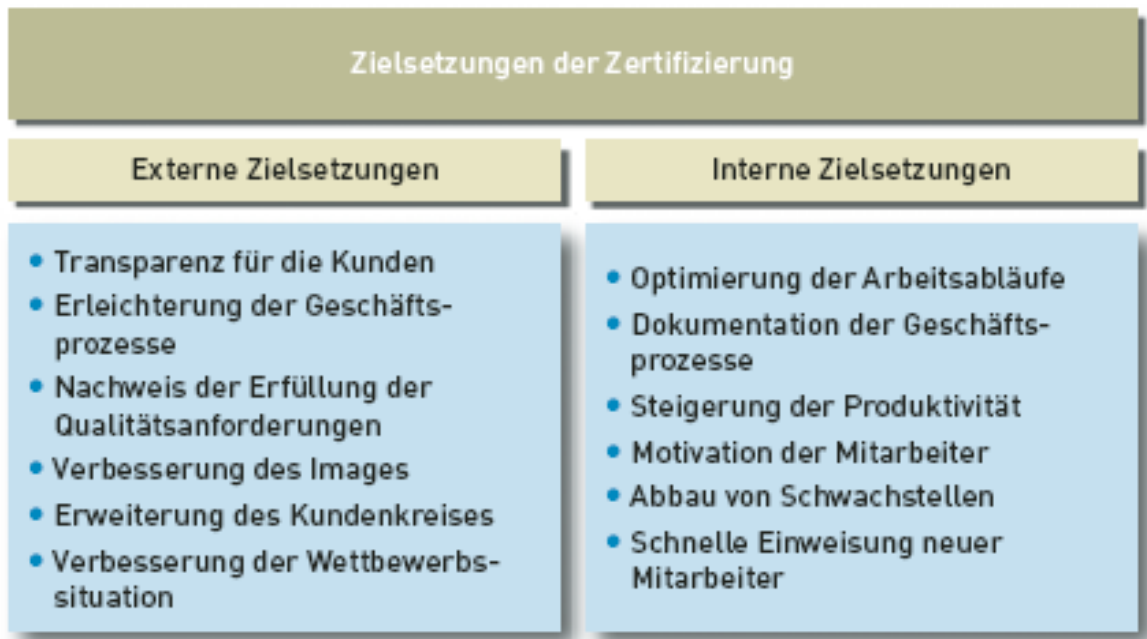 Zielsetzungen der Zertifizierung
Externe Zielsetzungen
• Transparenz für die Kunden
• Erleichterung der Geschäfts-
prozesse
• Nachweis der Erfüllung der
Qualitätsanforderungen
• Verbesserung des Images
• Erweiterung des Kundenkreises
• Verbesserung der Wettbewerbs-
situation
Interne Zielsetzungen
• Optimierung der Arbeitsabläufe
• Dokumentation der Geschäfts-
prozesse
• Steigerung der Produktivität
• Motivation der Mitarbeiter
• Abbau von Schwachstellen
• Schnelle Einweisung neuer
Mitarbeiter